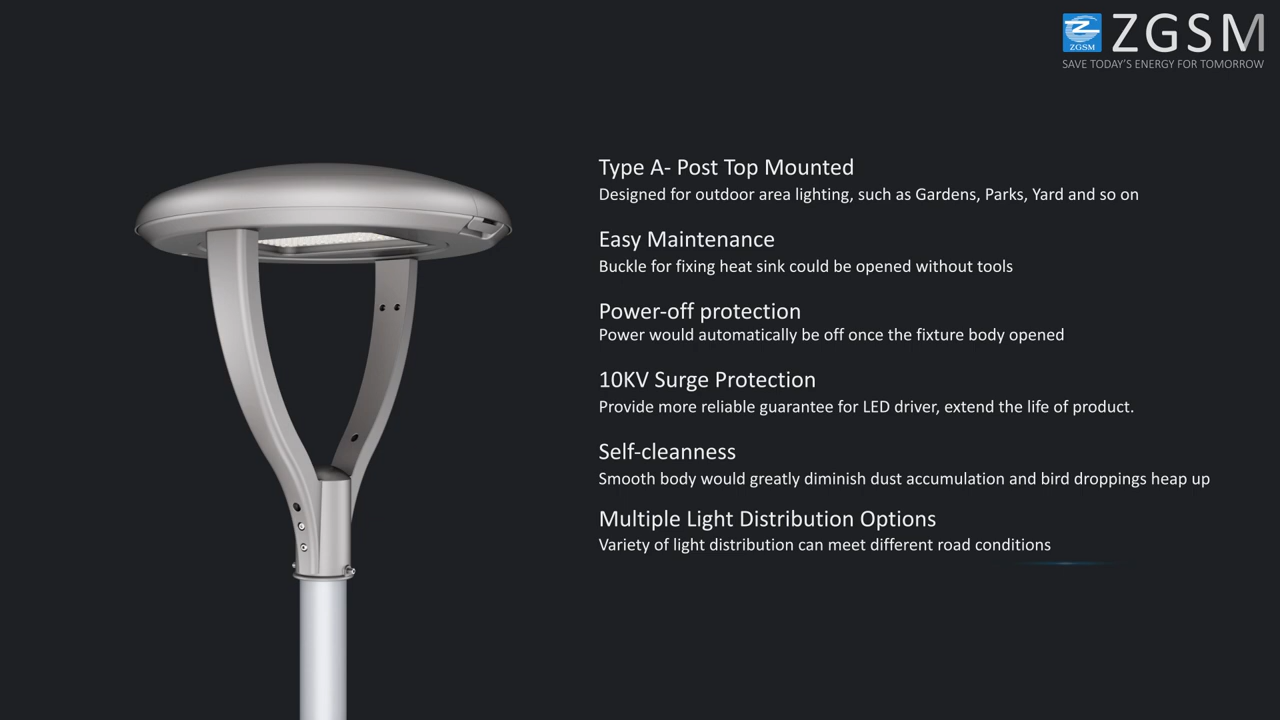 ZGSM
ZGSM
SAVE TODAY'S ENERGY FOR TOMORROW
Type A- Post Top Mounted
Designed for outdoor area lighting, such as Gardens, Parks, Yard and so on
Easy Maintenance
Buckle for fixing heat sink could be opened without tools
Power-off protection
Power would automatically be off once the fixture body opened
10KV Surge Protection
Provide more reliable guarantee for LED driver, extend the life of product.
Self-cleanness
Smooth body would greatly diminish dust accumulation and bird droppings heap up
Multiple Light Distribution Options
Variety of light distribution can meet different road conditions